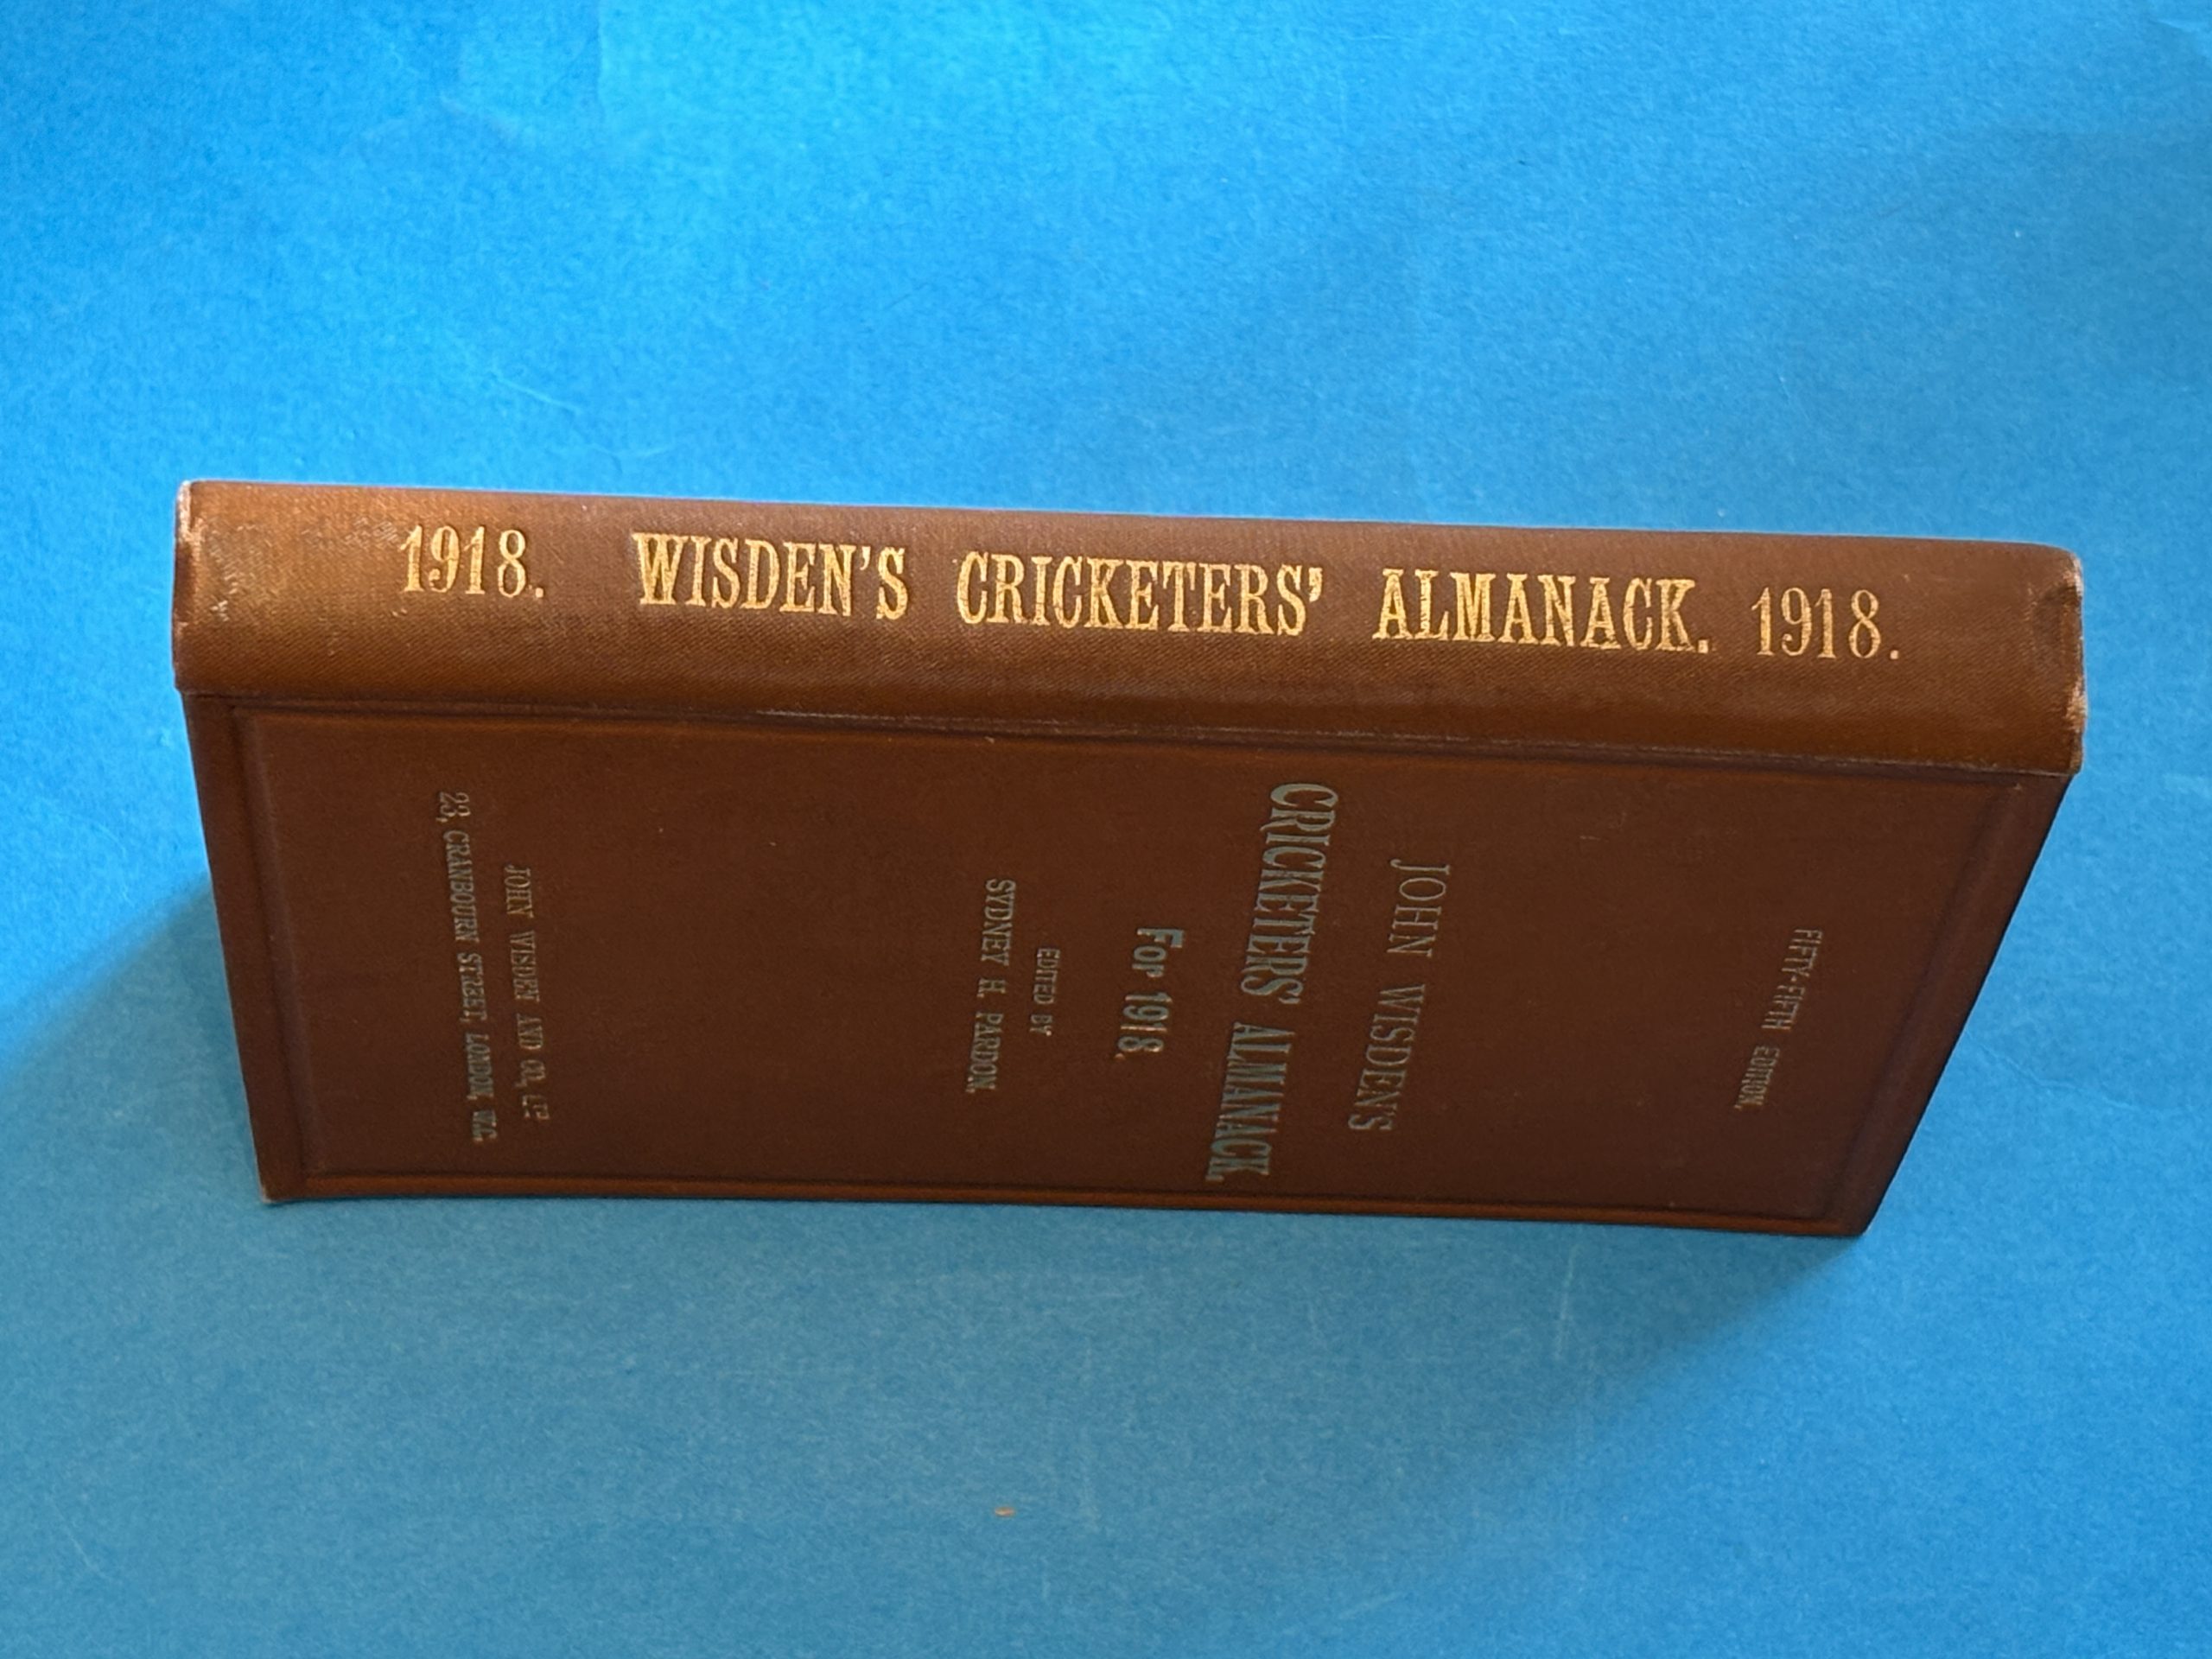 1918. WISDEN'S CRICKETERS' ALMANACK. 1918.
FIFTY-FIFTH EDITION.
JOHN WISDEN'S
CRICKETERS' ALMANACK.
For 1918.
EDITED BY
SYDNEY H. PARDON.
JOHN WISDEN AND CO., LTD
23, CRANBOURN STREET, LONDON, W.C.